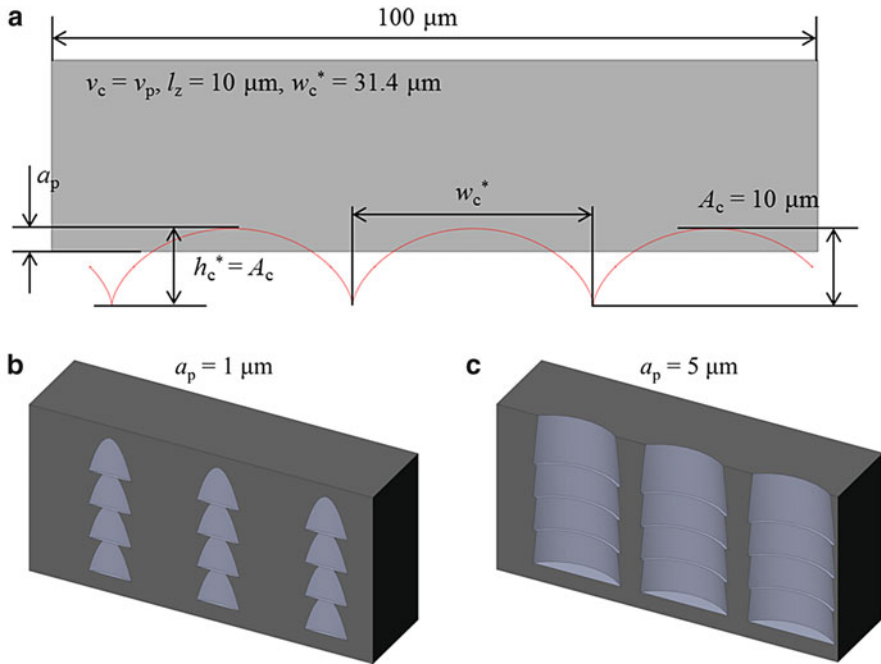 a
100 μm
v_c = v_p, l_z = 10 μm, w_c* = 31.4 μm
a_p
w_c*
A_c = 10 μm
h_c* = A_c
b
a_p = 1 μm
c
a_p = 5 μm